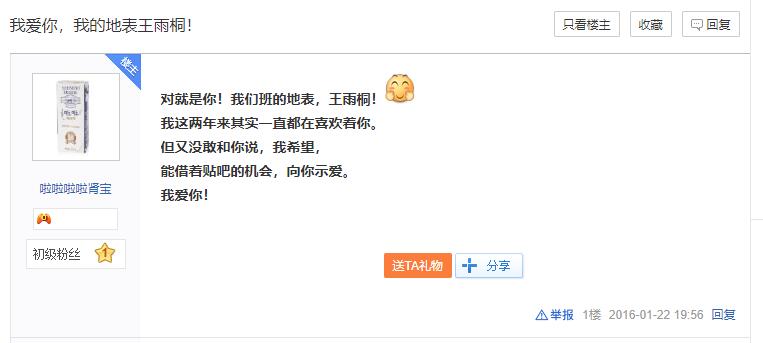 我爱你，我的地表王雨桐！
只看楼主
收藏
回复
楼主
对就是你！我们班的地表，王雨桐！
我这两年来其实一直都在喜欢着你。
但又没敢和你说，我希望，
能借着贴吧的机会，向你示爱。
我爱你！
啦啦啦啦肾宝
初级粉丝
1
送TA礼物
分享
举报 1楼 2016-01-22 19:56 回复